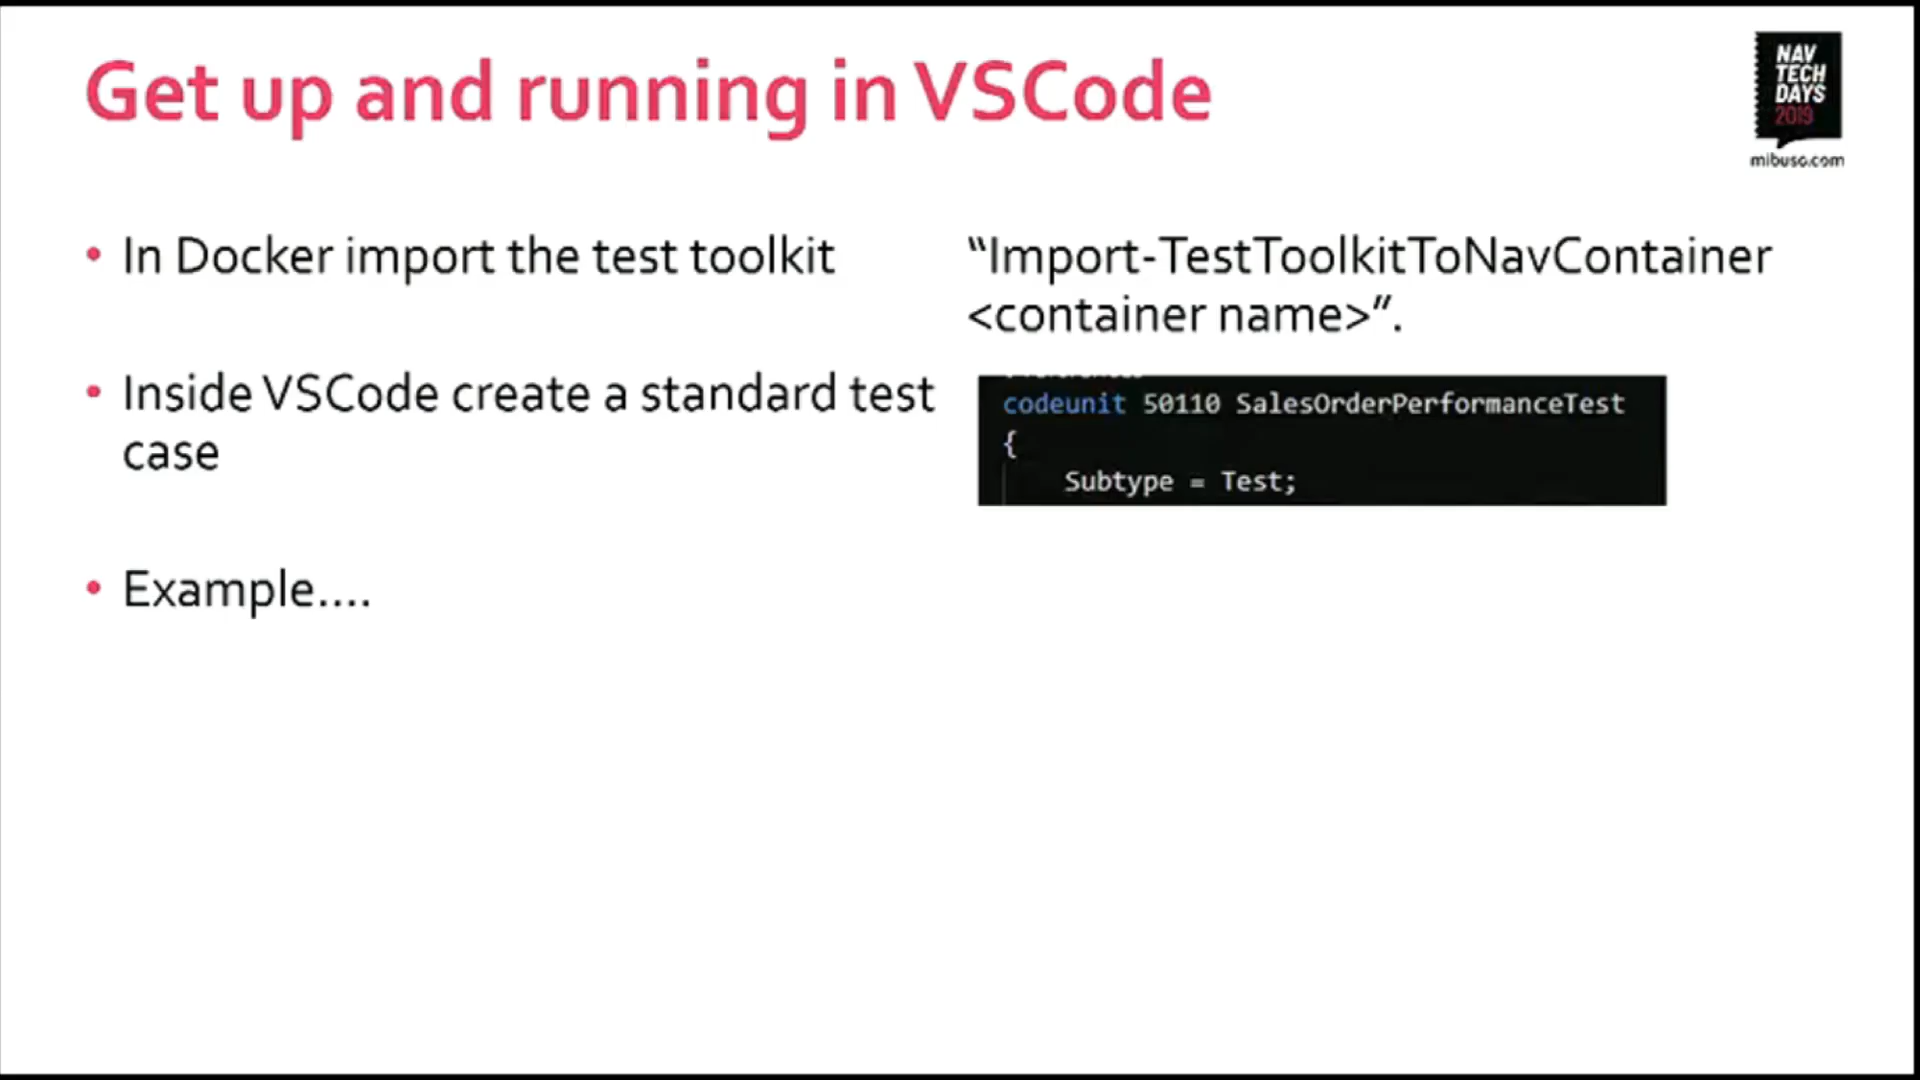 Get up and running in VSCode
NAV
TECH
DAYS
2019
mibuso.com
• In Docker import the test toolkit
“Import-TestToolkitToNavContainer
<container name>”.
• Inside VSCode create a standard test
case
codeunit 50110 SalesOrderPerformanceTest
{
Subtype = Test;
• Example....